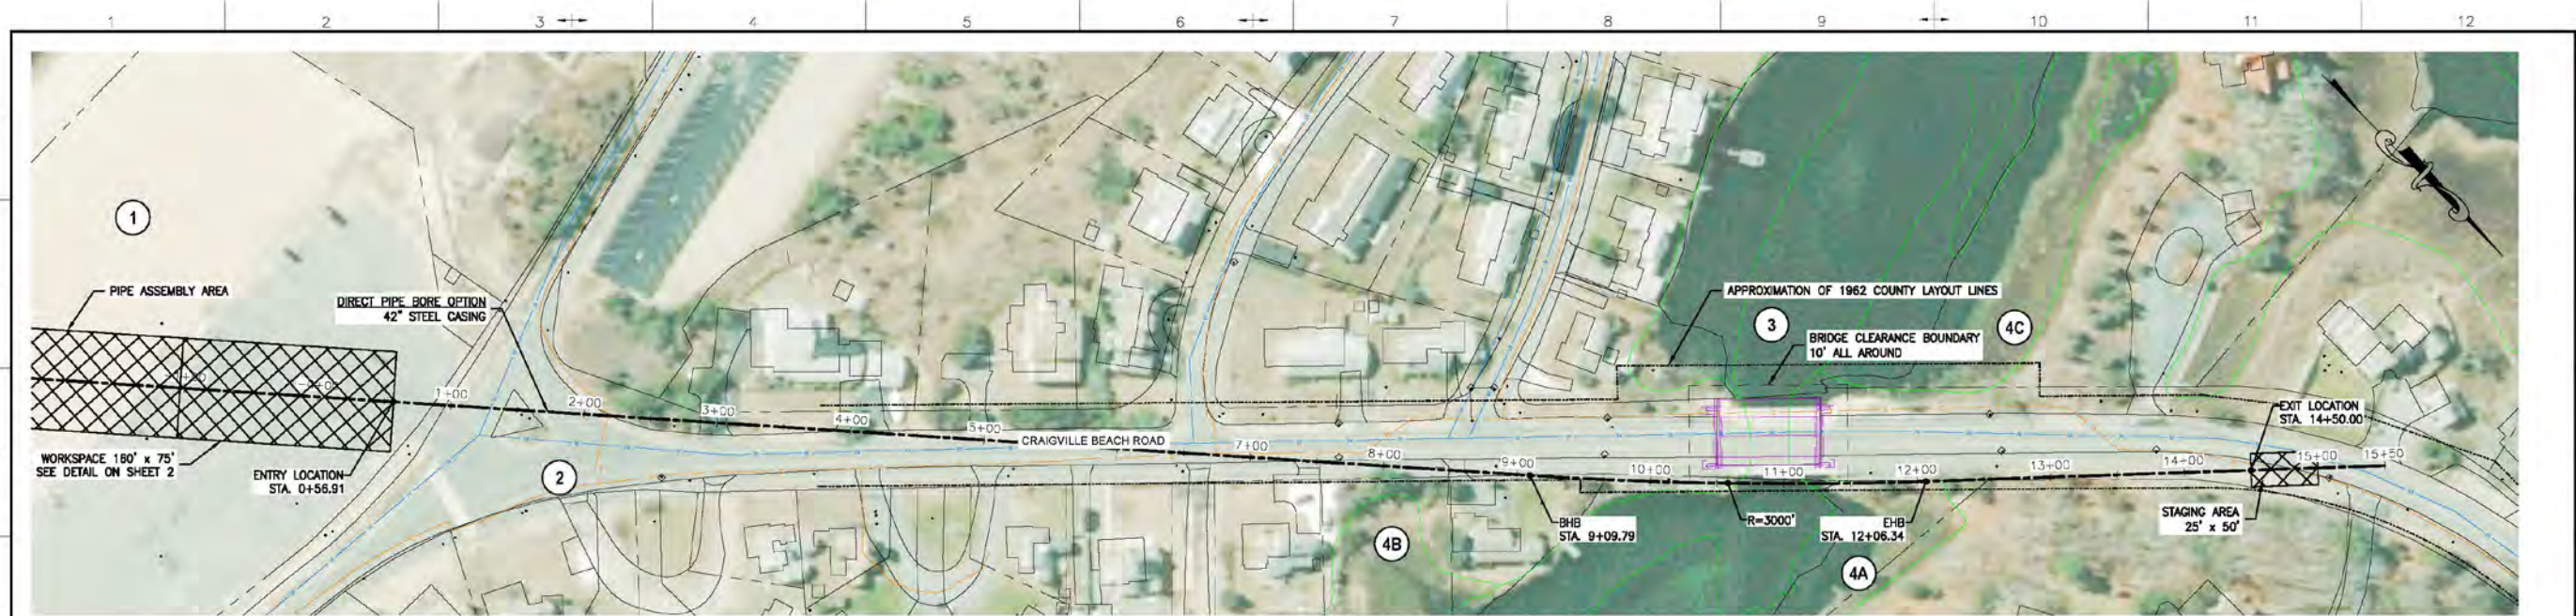 1 2 3 4 5 6 7 8 9 10 11 12
1
PIPE ASSEMBLY AREA
DIRECT PIPE BORE OPTION
42" STEEL CASING
APPROXIMATION OF 1962 COUNTY LAYOUT LINES
3
4C
BRIDGE CLEARANCE BOUNDARY
10' ALL AROUND
1+00
2+00
3+00
4+00
5+00
CRAIGVILLE BEACH ROAD
7+00
8+00
9+00
10+00
11+00
12+00
13+00
14+00
15+00
15+50
EXIT LOCATION
STA. 14+50.00
WORKSPACE 160' x 75'
SEE DETAIL ON SHEET 2
ENTRY LOCATION
STA. 0+56.91
2
4B
BHB
STA. 9+09.79
R=3000'
EHB
STA. 12+06.34
4A
STAGING AREA
25' x 50'